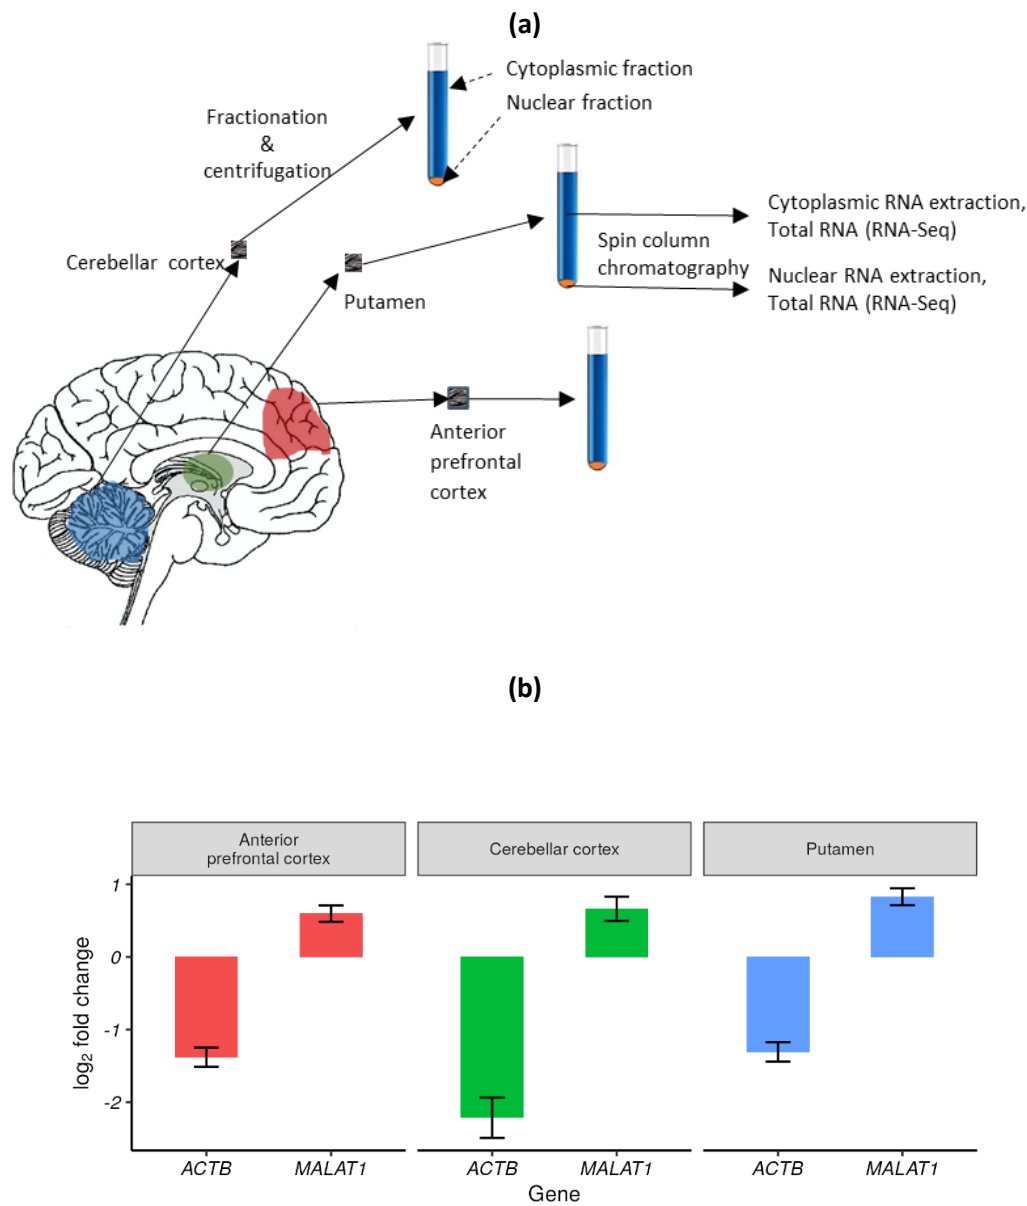 (a)
Cytoplasmic fraction
Nuclear fraction
Fractionation
&
centrifugation
Cytoplasmic RNA extraction,
Total RNA (RNA-Seq)
Spin column
chromatography
Nuclear RNA extraction,
Total RNA (RNA-Seq)
Cerebellar cortex
Putamen
Anterior
prefrontal
cortex
(b)
Anterior
prefrontal cortex
Cerebellar cortex
Putamen
log2 fold change
1
0
-1
-2
ACTB
MALAT1
ACTB
MALAT1
ACTB
MALAT1
Gene